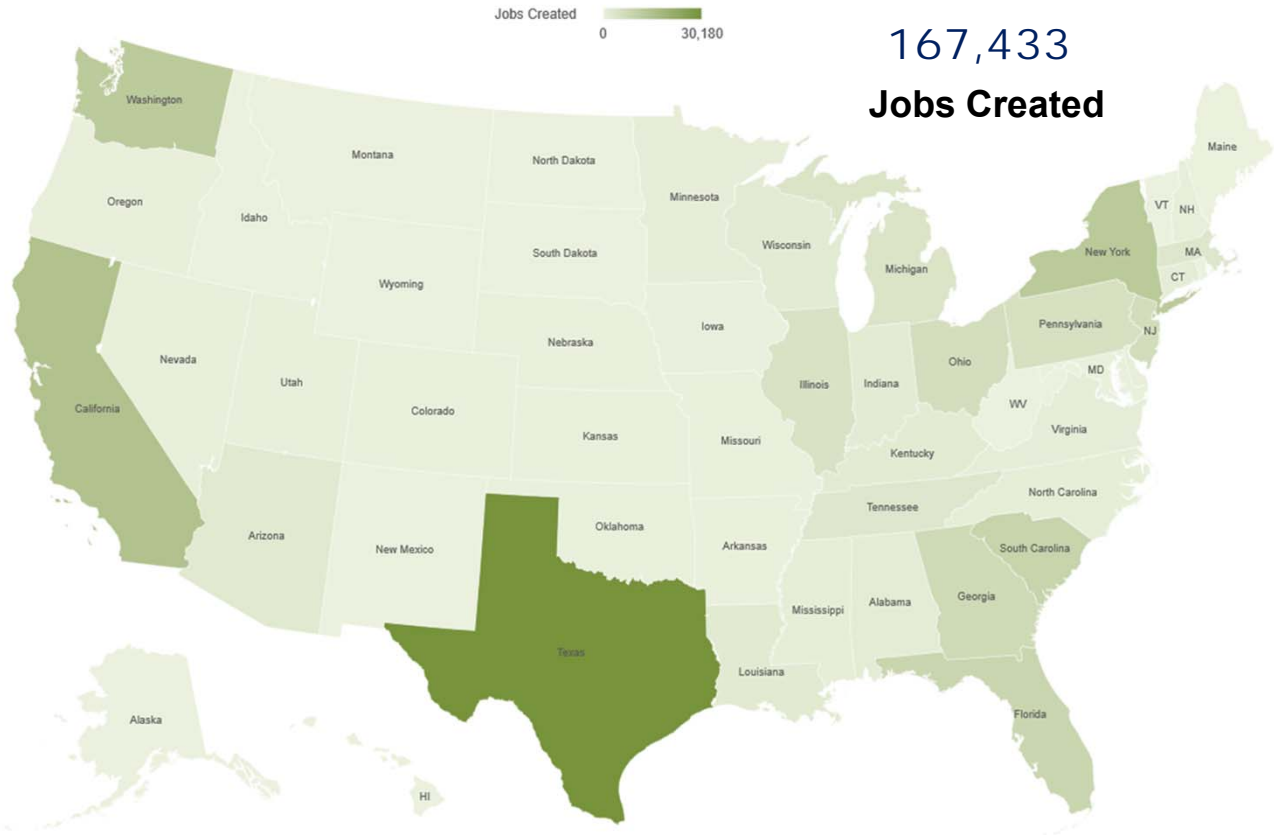 Jobs Created
0 30,180
167,433
Jobs Created
Washington
Montana
North Dakota
Minnesota
Maine
Oregon
Idaho
VT
NH
Wisconsin
South Dakota
New York
MA
Michigan
CT
Wyoming
Iowa
Pennsylvania
NJ
Nebraska
Nevada
Ohio
MD
Utah
Illinois
Indiana
WV
California
Colorado
Kansas
Missouri
Virginia
Kentucky
North Carolina
Tennessee
Arizona
New Mexico
Oklahoma
Arkansas
South Carolina
Georgia
Mississippi
Alabama
Texas
Louisiana
Florida
Alaska
HI